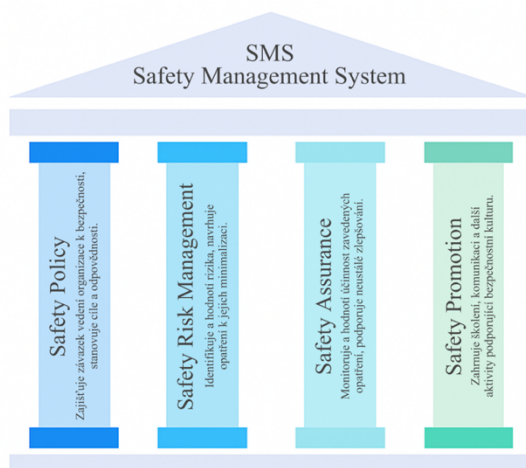 SMS
Safety Management System
Safety Policy
Zajišťuje závazek vedení organizace k bezpečnosti,
stanovuje cíle a odpovědnosti.
Safety Risk Management
Identifikuje a hodnotí rizika, navrhuje
opatření k jejich minimalizaci.
Safety Assurance
Monitoruje a hodnotí účinnost zavedených
opatření, podporuje neustálé zlepšování.
Safety Promotion
Zahrnuje školení, komunikaci a další
aktivity podporující bezpečnostní kulturu.